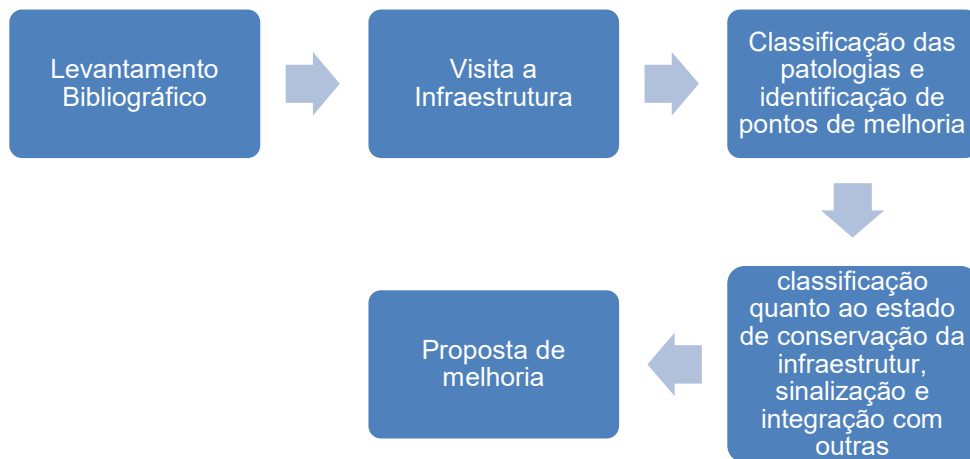 Levantamento
Bibliográfico
Visita a
Infraestrutura
Classificação das
patologias e
identificação de
pontos de melhoria
classificação
quanto ao estado
de conservação da
infraestrutur,
sinalização e
integração com
outras
Proposta de
melhoria